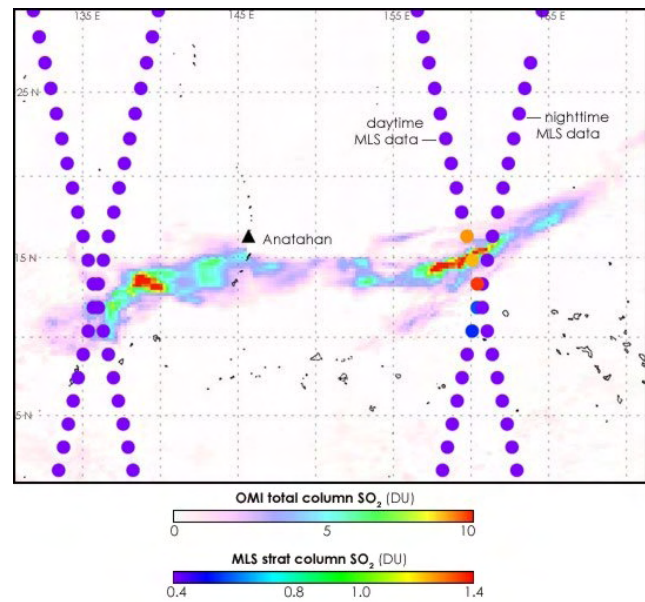 135 E 145 E 155 E 165 E
25 N
daytime
MLS data
nighttime
MLS data
Anatahan
15 N
5 N
OMI total column SO₂ (DU)
0 5 10
MLS strat column SO₂ (DU)
0.4 0.8 1.0 1.4